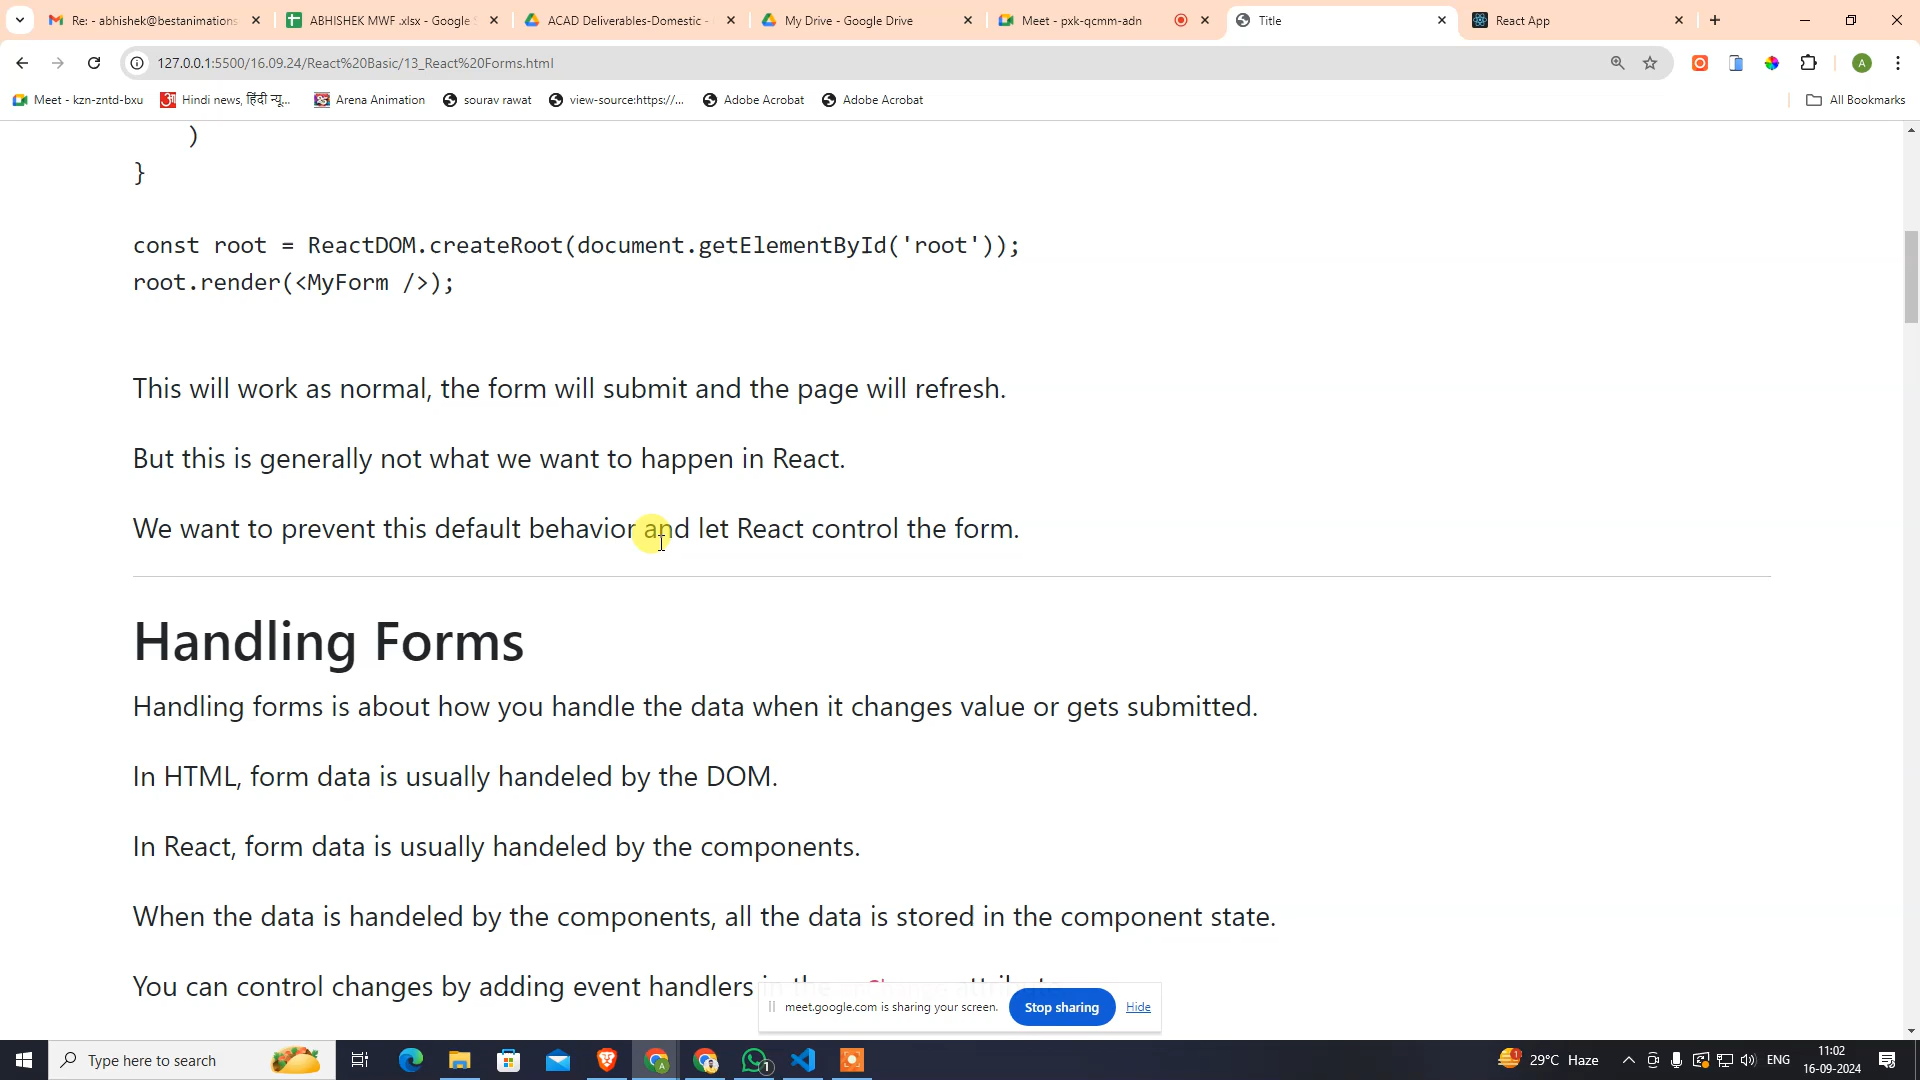 Re: - abhishek@bestanimations
ABHISHEK MWF .xlsx - Google S
ACAD Deliverables-Domestic -
My Drive - Google Drive
Meet - pxk-qcmm-adn
Title
React App
127.0.0.1:5500/16.09.24/React%20Basic/13_React%20Forms.html
A
Meet - kzn-zntd-bxu
Hindi news, हिंदी न्यू...
Arena Animation
sourav rawat
view-source:https://...
Adobe Acrobat
Adobe Acrobat
All Bookmarks
)
}
const root = ReactDOM.createRoot(document.getElementById('root'));
root.render(<MyForm />);
This will work as normal, the form will submit and the page will refresh.
But this is generally not what we want to happen in React.
We want to prevent this default behavior and let React control the form.
Handling Forms
Handling forms is about how you handle the data when it changes value or gets submitted.
In HTML, form data is usually handeled by the DOM.
In React, form data is usually handeled by the components.
When the data is handeled by the components, all the data is stored in the component state.
You can control changes by adding event handlers in the
meet.google.com is sharing your screen.
Stop sharing
Hide
Type here to search
29°C Haze
ENG
11:02
16-09-2024